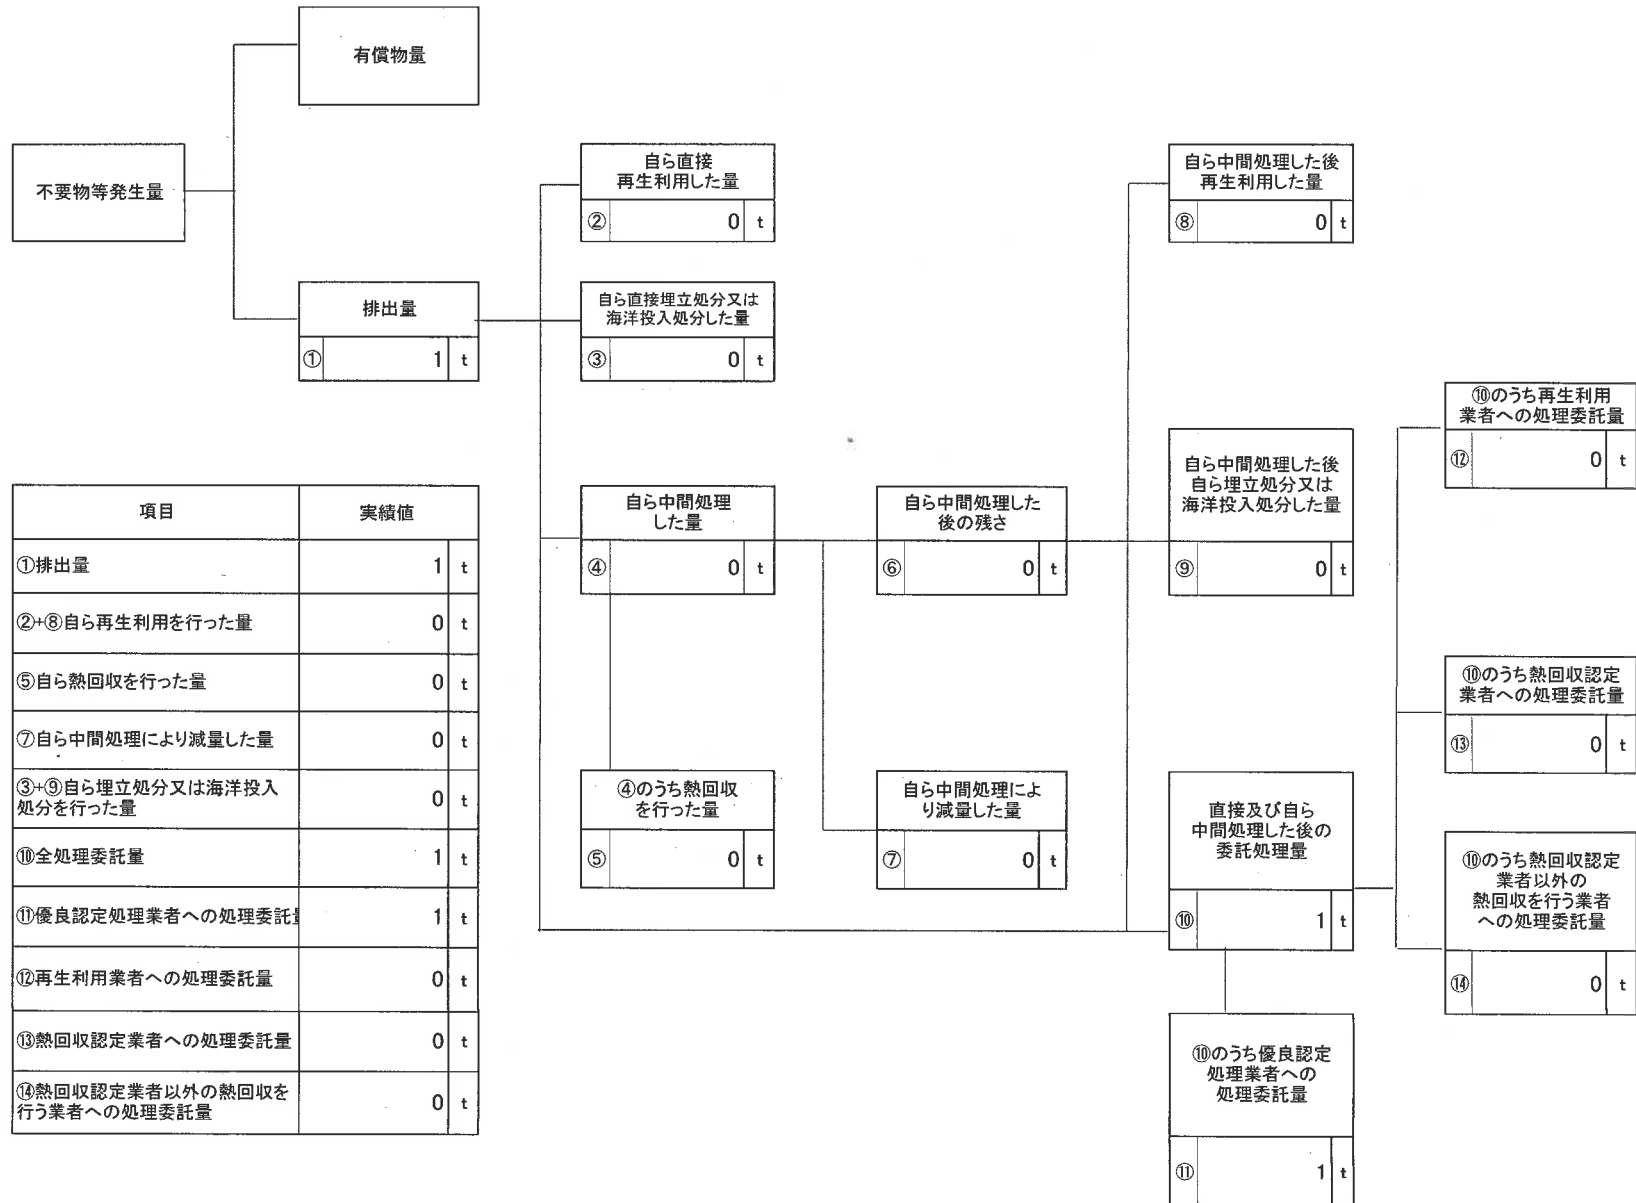 有償物量
不要物等発生量
排出量
① 1 t
自ら直接
再生利用した量
② 0 t
自ら直接埋立処分又は
海洋投入処分した量
③ 0 t
自ら中間処理した後
再生利用した量
⑧ 0 t
⑩のうち再生利用
業者への処理委託量
⑫ 0 t
自ら中間処理
した量
④ 0 t
自ら中間処理した
後の残さ
⑥ 0 t
自ら中間処理した後
自ら埋立処分又は
海洋投入処分した量
⑨ 0 t
⑩のうち熱回収認定
業者への処理委託量
⑬ 0 t
④のうち熱回収
を行った量
⑤ 0 t
自ら中間処理によ
り減量した量
⑦ 0 t
直接及び自ら
中間処理した後の
委託処理量
⑩ 1 t
⑩のうち熱回収認定
業者以外の
熱回収を行う業者
への処理委託量
⑭ 0 t
⑩のうち優良認定
処理業者への
処理委託量
⑪ 1 t
項目 実績値
①排出量 1 t
②+⑧自ら再生利用を行った量 0 t
⑤自ら熱回収を行った量 0 t
⑦自ら中間処理により減量した量 0 t
③+⑨自ら埋立処分又は海洋投入
処分を行った量 0 t
⑩全処理委託量 1 t
⑪優良認定処理業者への処理委託 1 t
⑫再生利用業者への処理委託量 0 t
⑬熱回収認定業者への処理委託量 0 t
⑭熱回収認定業者以外の熱回収を
行う業者への処理委託量 0 t